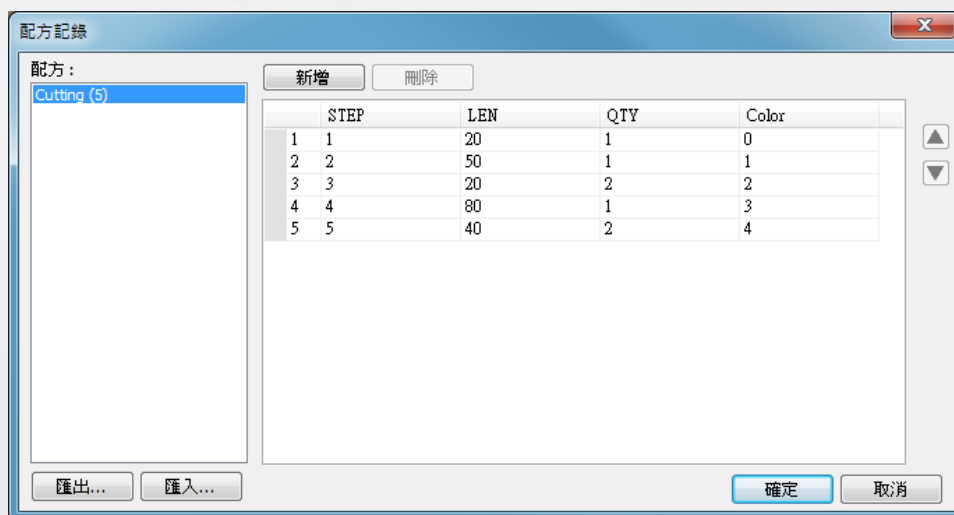 配方記錄
配方：
Cutting (5)
新增 刪除
STEP LEN QTY Color
1 1 20 1 0
2 2 50 1 1
3 3 20 2 2
4 4 80 1 3
5 5 40 2 4
匯出... 匯入...
確定 取消